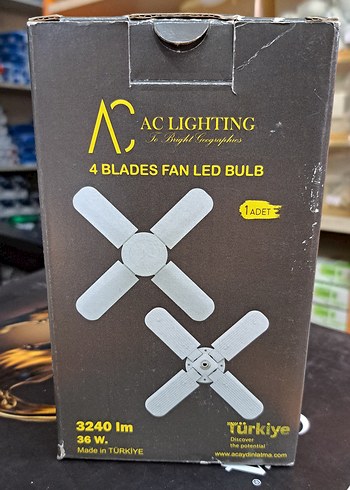 AC AC LIGHTING
To Bright Geographies
4 BLADES FAN LED BULB
1 ADET
3240 lm
36 W.
Made in TÜRKİYE
Türkiye
Discover
the potential
www.acaydinlatma.com